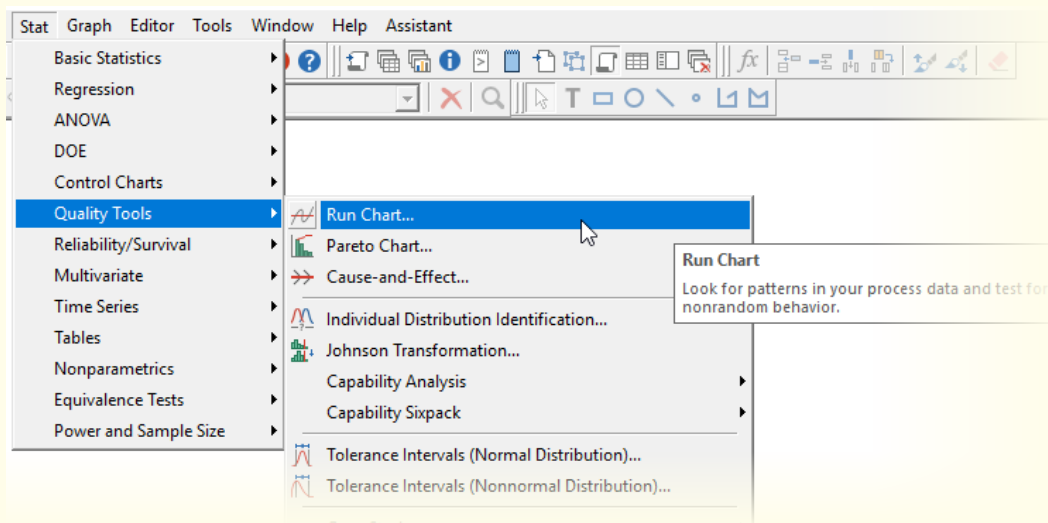 Stat Graph Editor Tools Window Help Assistant
Basic Statistics
Regression
ANOVA
DOE
Control Charts
Quality Tools
Reliability/Survival
Multivariate
Time Series
Tables
Nonparametrics
Equivalence Tests
Power and Sample Size
Run Chart...
Pareto Chart...
Cause-and-Effect...
Individual Distribution Identification...
Johnson Transformation...
Capability Analysis
Capability Sixpack
Tolerance Intervals (Normal Distribution)...
Tolerance Intervals (Nonnormal Distribution)...
Run Chart
Look for patterns in your process data and test for
nonrandom behavior.